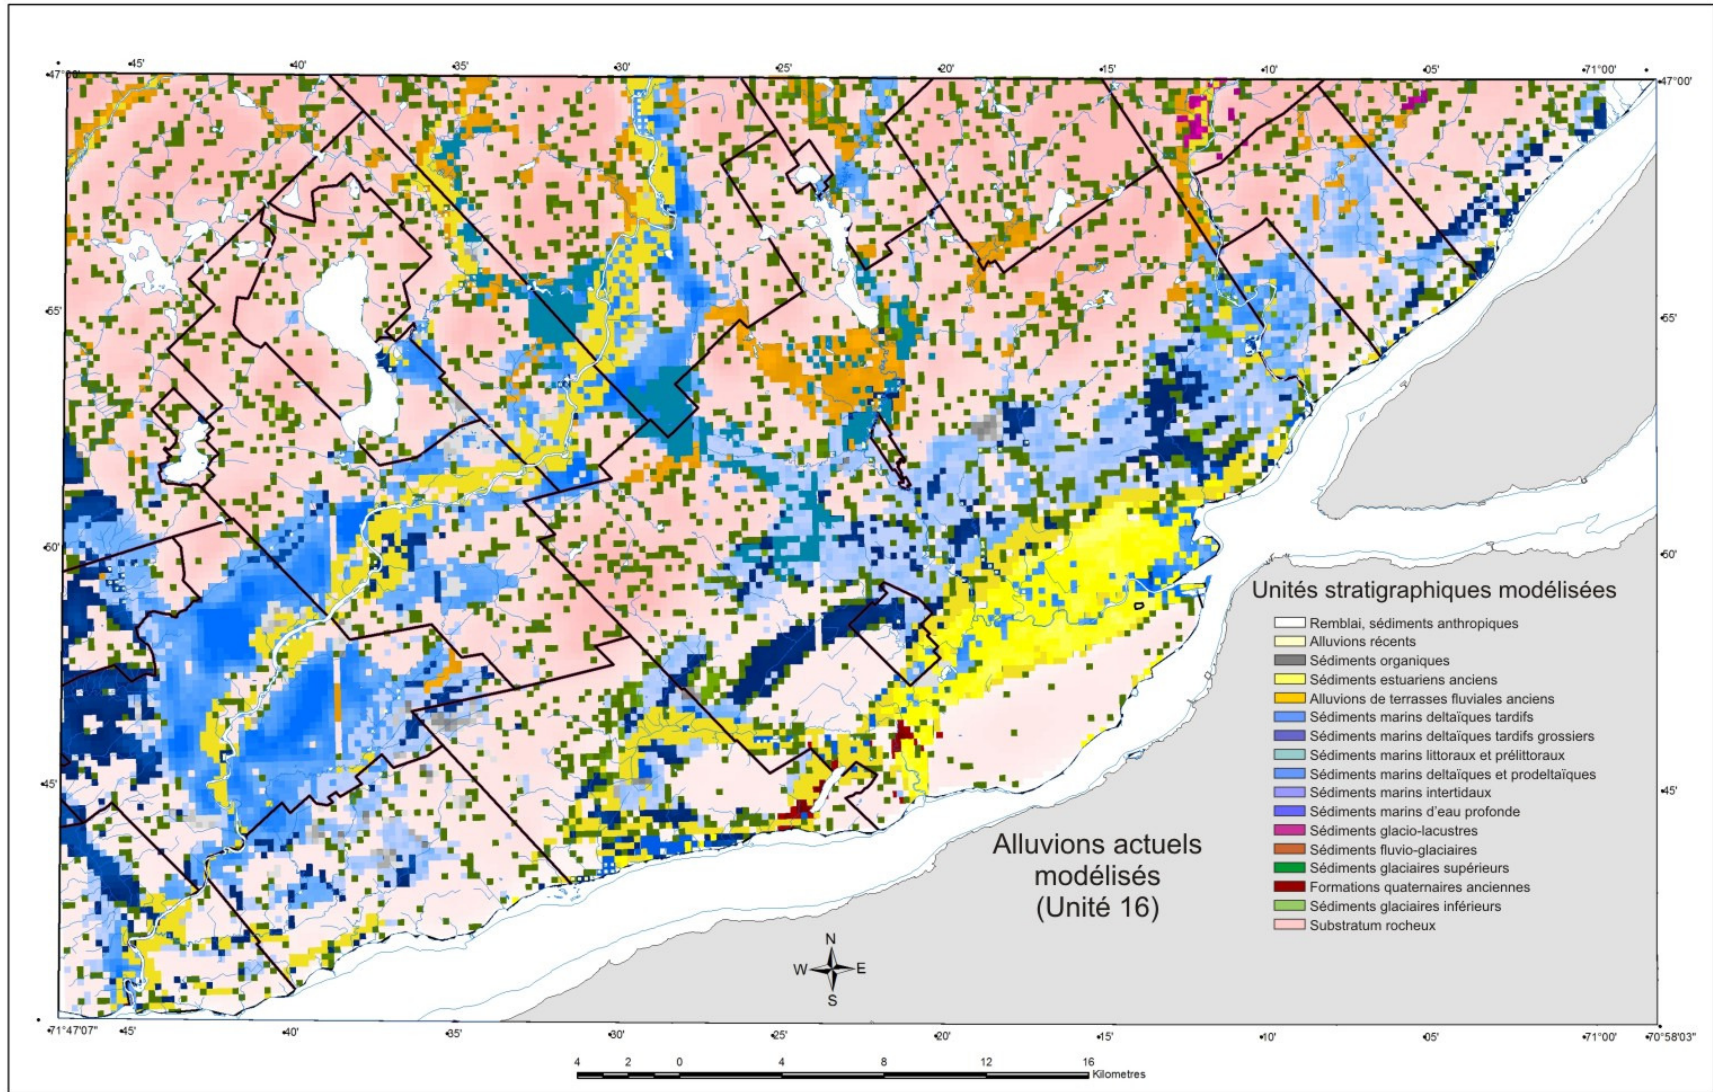 •45' •40' •35' •30' •25' •20' •15' •10' •05' •71°00'
•47°00' •47°00'
•65' •65'
•60' •60'
•45' •45'
Unités stratigraphiques modélisées
Remblai, sédiments anthropiques
Alluvions récents
Sédiments organiques
Sédiments estuariens anciens
Alluvions de terrasses fluviales anciens
Sédiments marins deltaïques tardifs
Sédiments marins deltaïques tardifs grossiers
Sédiments marins littoraux et prélittoraux
Sédiments marins deltaïques et prodeltaïques
Sédiments marins intertidaux
Sédiments marins d'eau profonde
Sédiments glacio-lacustres
Sédiments fluvio-glaciaires
Sédiments glaciaires supérieurs
Formations quaternaires anciennes
Sédiments glaciaires inférieurs
Substratum rocheux
Alluvions actuels
modélisés
(Unité 16)
N
W E
S
•71°47'07" •45' •40' •35' •30' •25' •20' •15' •10' •05' •71°00' •70°58'03"
4 2 0 4 8 12 16
Kilometres